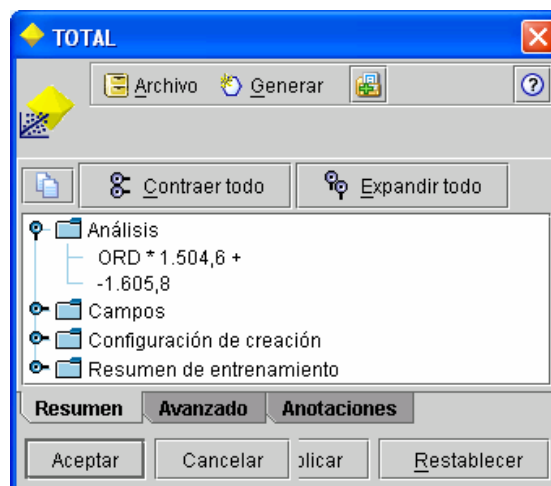 TOTAL
Archivo Generar
Contraer todo Expandir todo
Análisis
ORD * 1.504,6 +
-1.605,8
Campos
Configuración de creación
Resumen de entrenamiento
Resumen Avanzado Anotaciones
Aceptar Cancelar plicar Restablecer